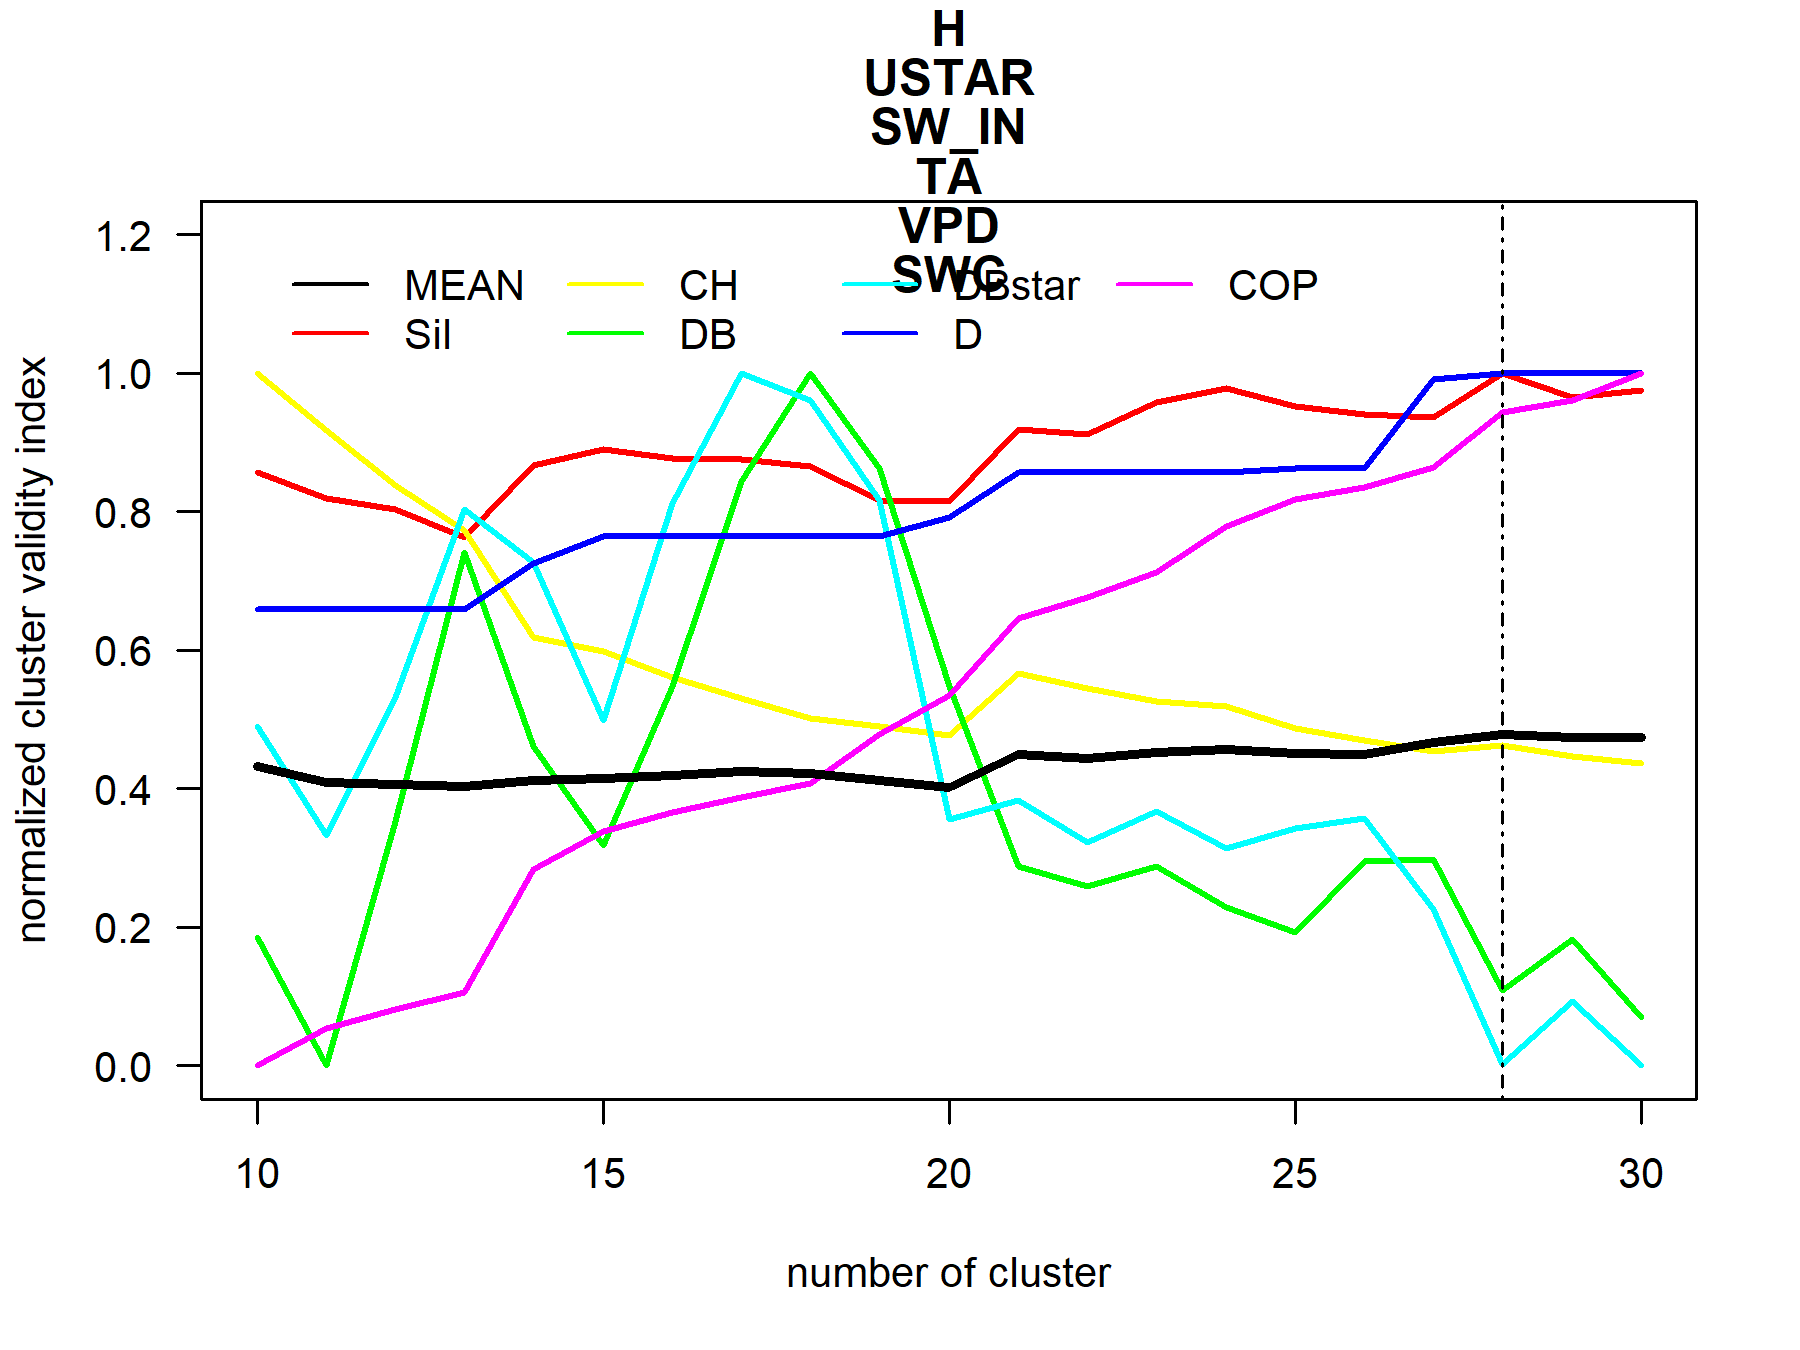 H
USTAR
SW_IN
TA
VPD
SWC
MEAN CH DBstar COP
Sil DB D
normalized cluster validity index
1.2
1.0
0.8
0.6
0.4
0.2
0.0
10 15 20 25 30
number of cluster